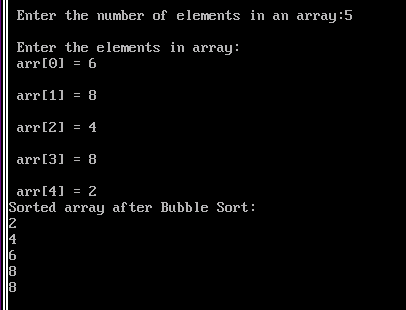 Enter the number of elements in an array:5
Enter the elements in array:
arr[0] = 6
arr[1] = 8
arr[2] = 4
arr[3] = 8
arr[4] = 2
Sorted array after Bubble Sort:
2
4
6
8
8